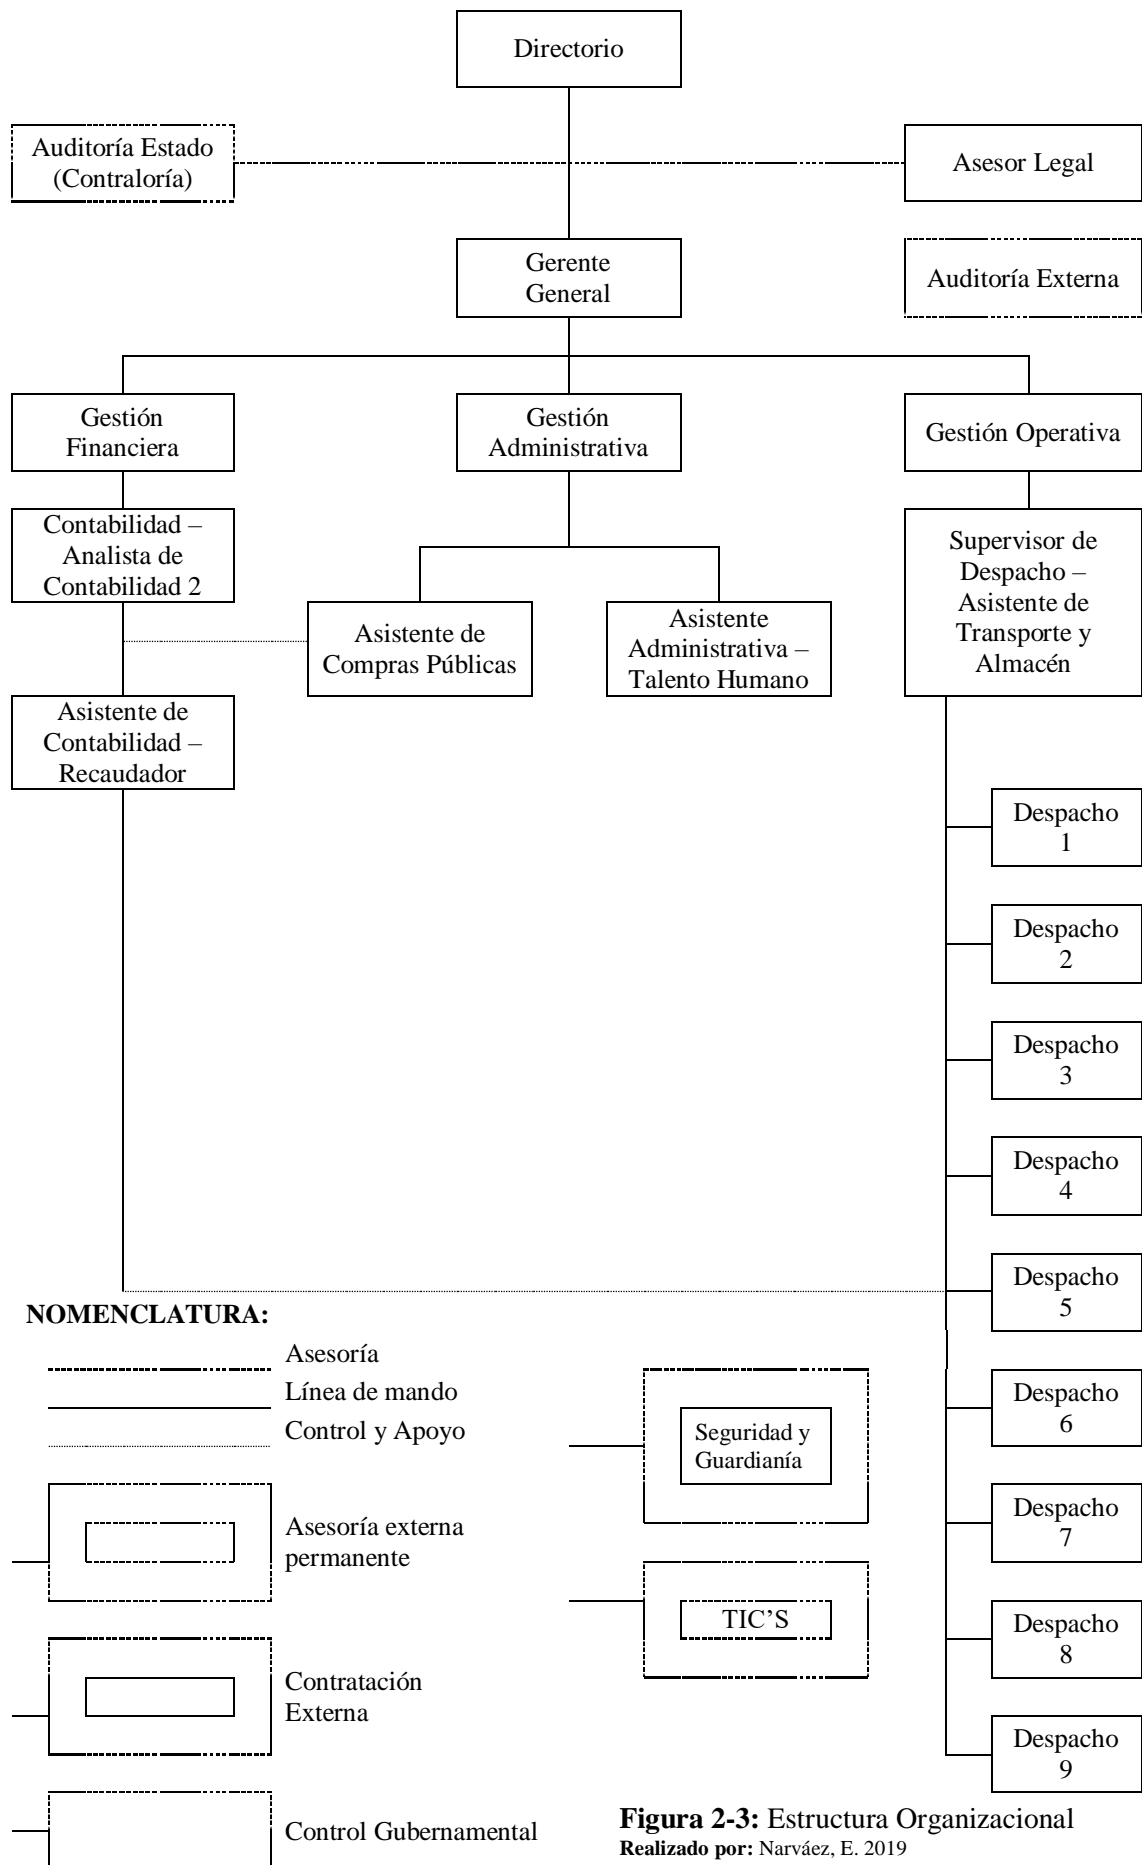 Directorio
Auditoría Estado
(Contraloría)
Asesor Legal
Gerente
General
Auditoría Externa
Gestión
Financiera
Gestión
Administrativa
Gestión Operativa
Contabilidad –
Analista de
Contabilidad 2
Supervisor de
Despacho –
Asistente de
Transporte y
Almacén
Asistente de
Compras Públicas
Asistente
Administrativa –
Talento Humano
Asistente de
Contabilidad –
Recaudador
Despacho
1
Despacho
2
Despacho
3
Despacho
4
Despacho
5
Despacho
6
Despacho
7
Despacho
8
Despacho
9
NOMENCLATURA:
Asesoría
Línea de mando
Control y Apoyo
Asesoría externa
permanente
Contratación
Externa
Control Gubernamental
Seguridad y
Guardianía
TIC’S
Figura 2-3: Estructura Organizacional
Realizado por: Narváez, E. 2019